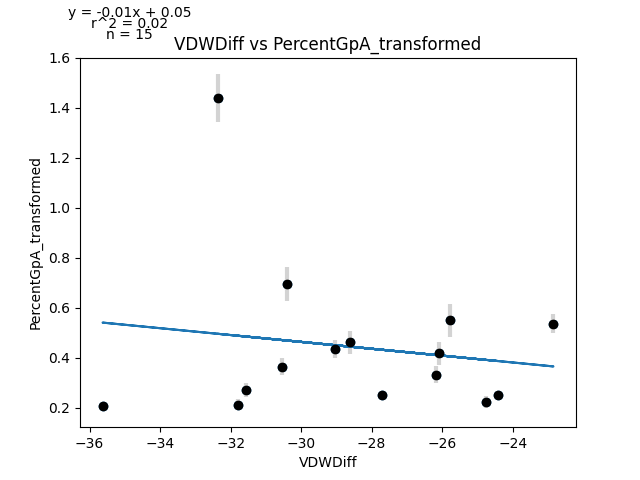 y = -0.01x + 0.05
r^2 = 0.02
n = 15
VDWDiff vs PercentGpA_transformed
PercentGpA_transformed
1.6
1.4
1.2
1.0
0.8
0.6
0.4
0.2
−36 −34 −32 −30 −28 −26 −24
VDWDiff